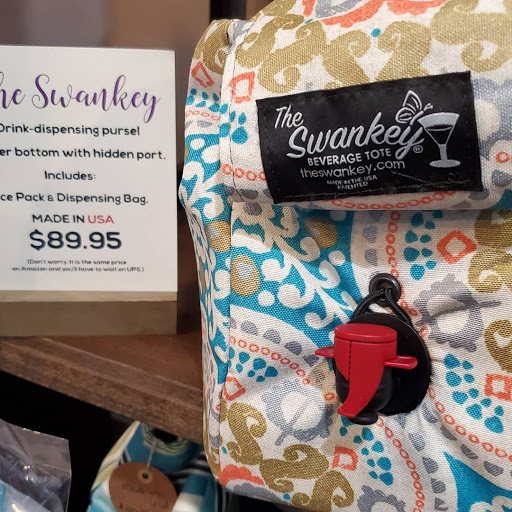 he Swankey
Drink-dispensing purse!
er bottom with hidden port.
Includes:
ce Pack & Dispensing Bag.
MADE IN USA
$89.95
(Don't worry. It is the same price
on Amazon and you'll have to wait on UPS.)
The
Swankey
BEVERAGE TOTE ®
theswankey.com
MADE IN THE USA
PATENTED